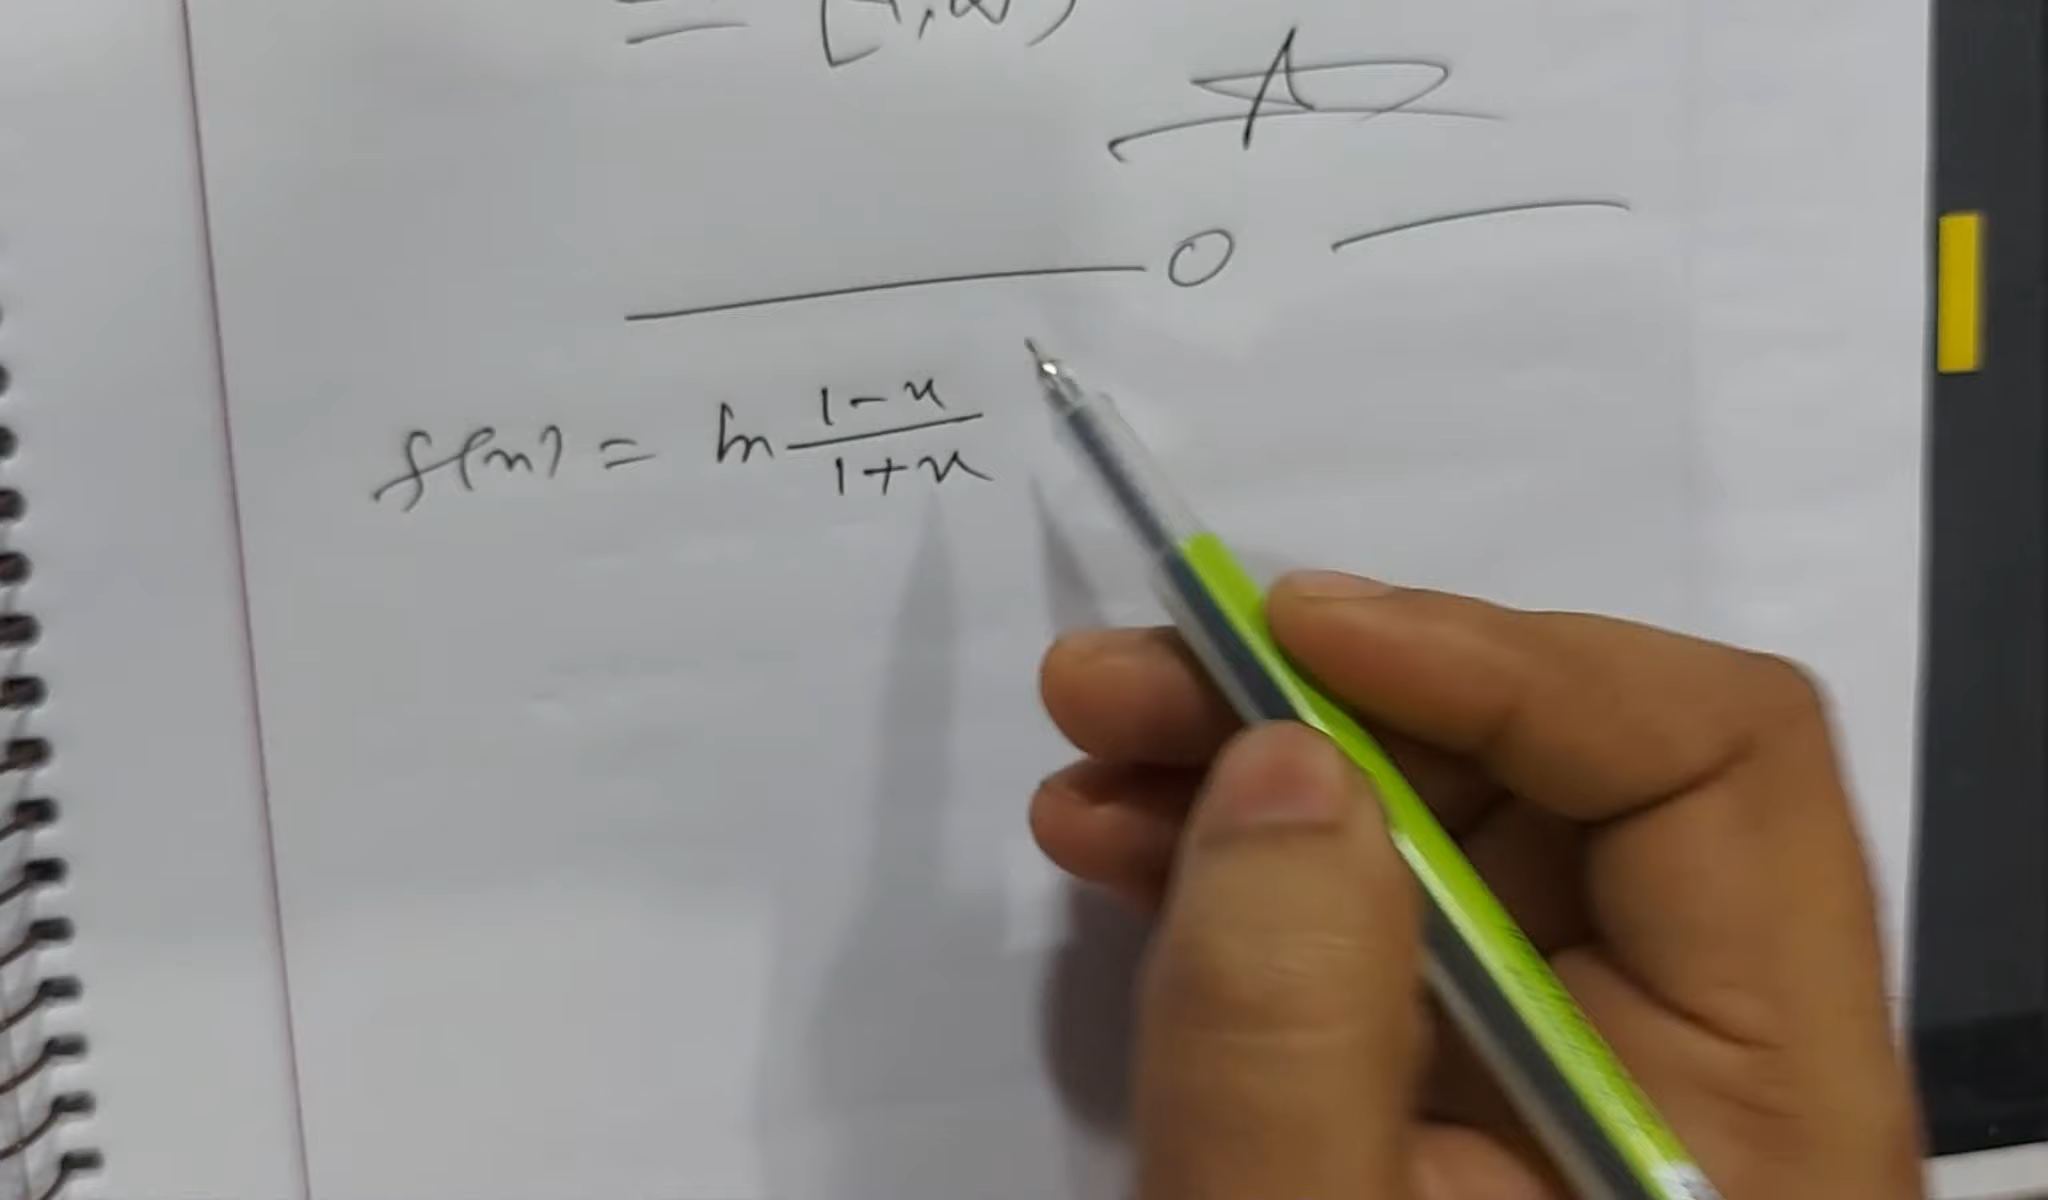 f(x) = ln (1-x)/(1+x)